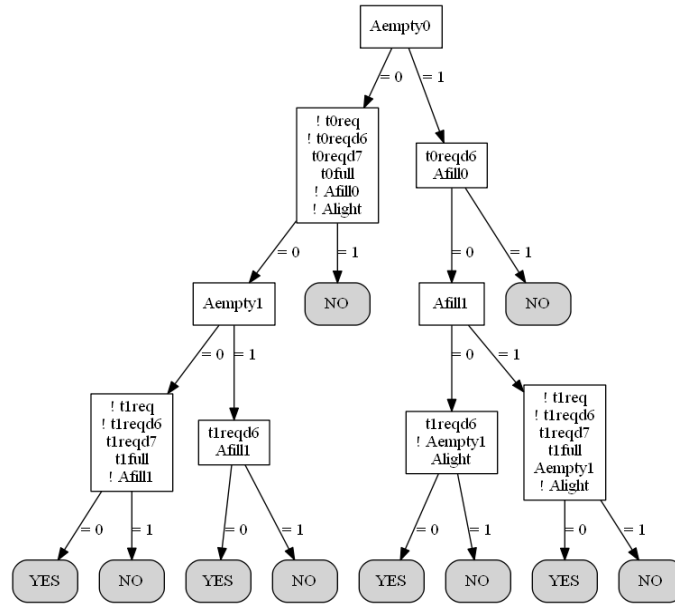 Aempty0
= 0
= 1
! t0req
! t0reqd6
t0reqd7
t0full
! Afill0
! Alight
t0reqd6
Afill0
= 0
= 1
= 0
= 1
Aempty1
NO
Afill1
NO
= 0
= 1
= 0
= 1
! t1req
! t1reqd6
t1reqd7
t1full
! Afill1
t1reqd6
Afill1
t1reqd6
! Aempty1
Alight
! t1req
! t1reqd6
t1reqd7
t1full
Aempty1
! Alight
= 0
= 1
= 0
= 1
= 0
= 1
= 0
= 1
YES
NO
YES
NO
YES
NO
YES
NO